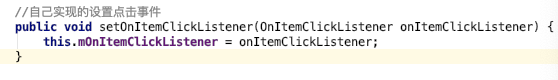 //自己实现的设置点击事件
public void setOnItemClickListener(OnItemClickListener onItemClickListener) {
    this.mOnItemClickListener = onItemClickListener;
}